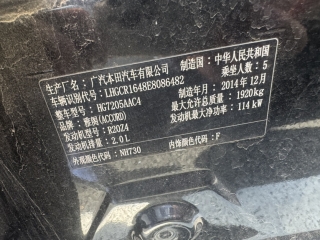 生产厂名：广汽本田汽车有限公司 制造国：中华人民共和国
车辆识别代号：LHGCR1648E8086482 乘坐人数：5
整车型号：HG7205AAC4 制造年月：2014年12月
品牌：雅阁(ACCORD) 最大允许总质量：1920kg
发动机型号：R20Z4 发动机最大净功率：114kW
发动机排量：2.0L
外观颜色代码：NH730 内饰颜色代码：F